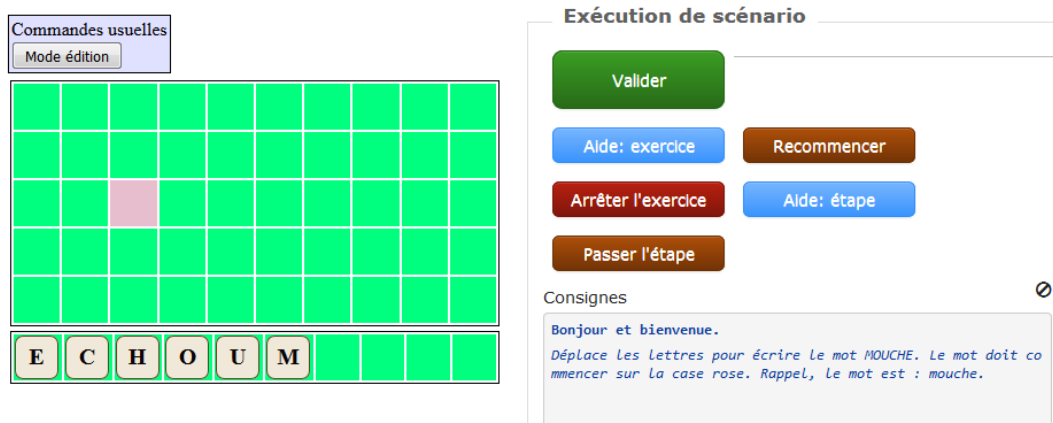 Commandes usuelles
Mode édition
E C H O U M
Exécution de scénario
Valider
Aide: exercice
Recommencer
Arrêter l'exercice
Aide: étape
Passer l'étape
Consignes
Bonjour et bienvenue.
Déplace les lettres pour écrire le mot MOUCHE. Le mot doit co
mmencer sur la case rose. Rappel, le mot est : mouche.